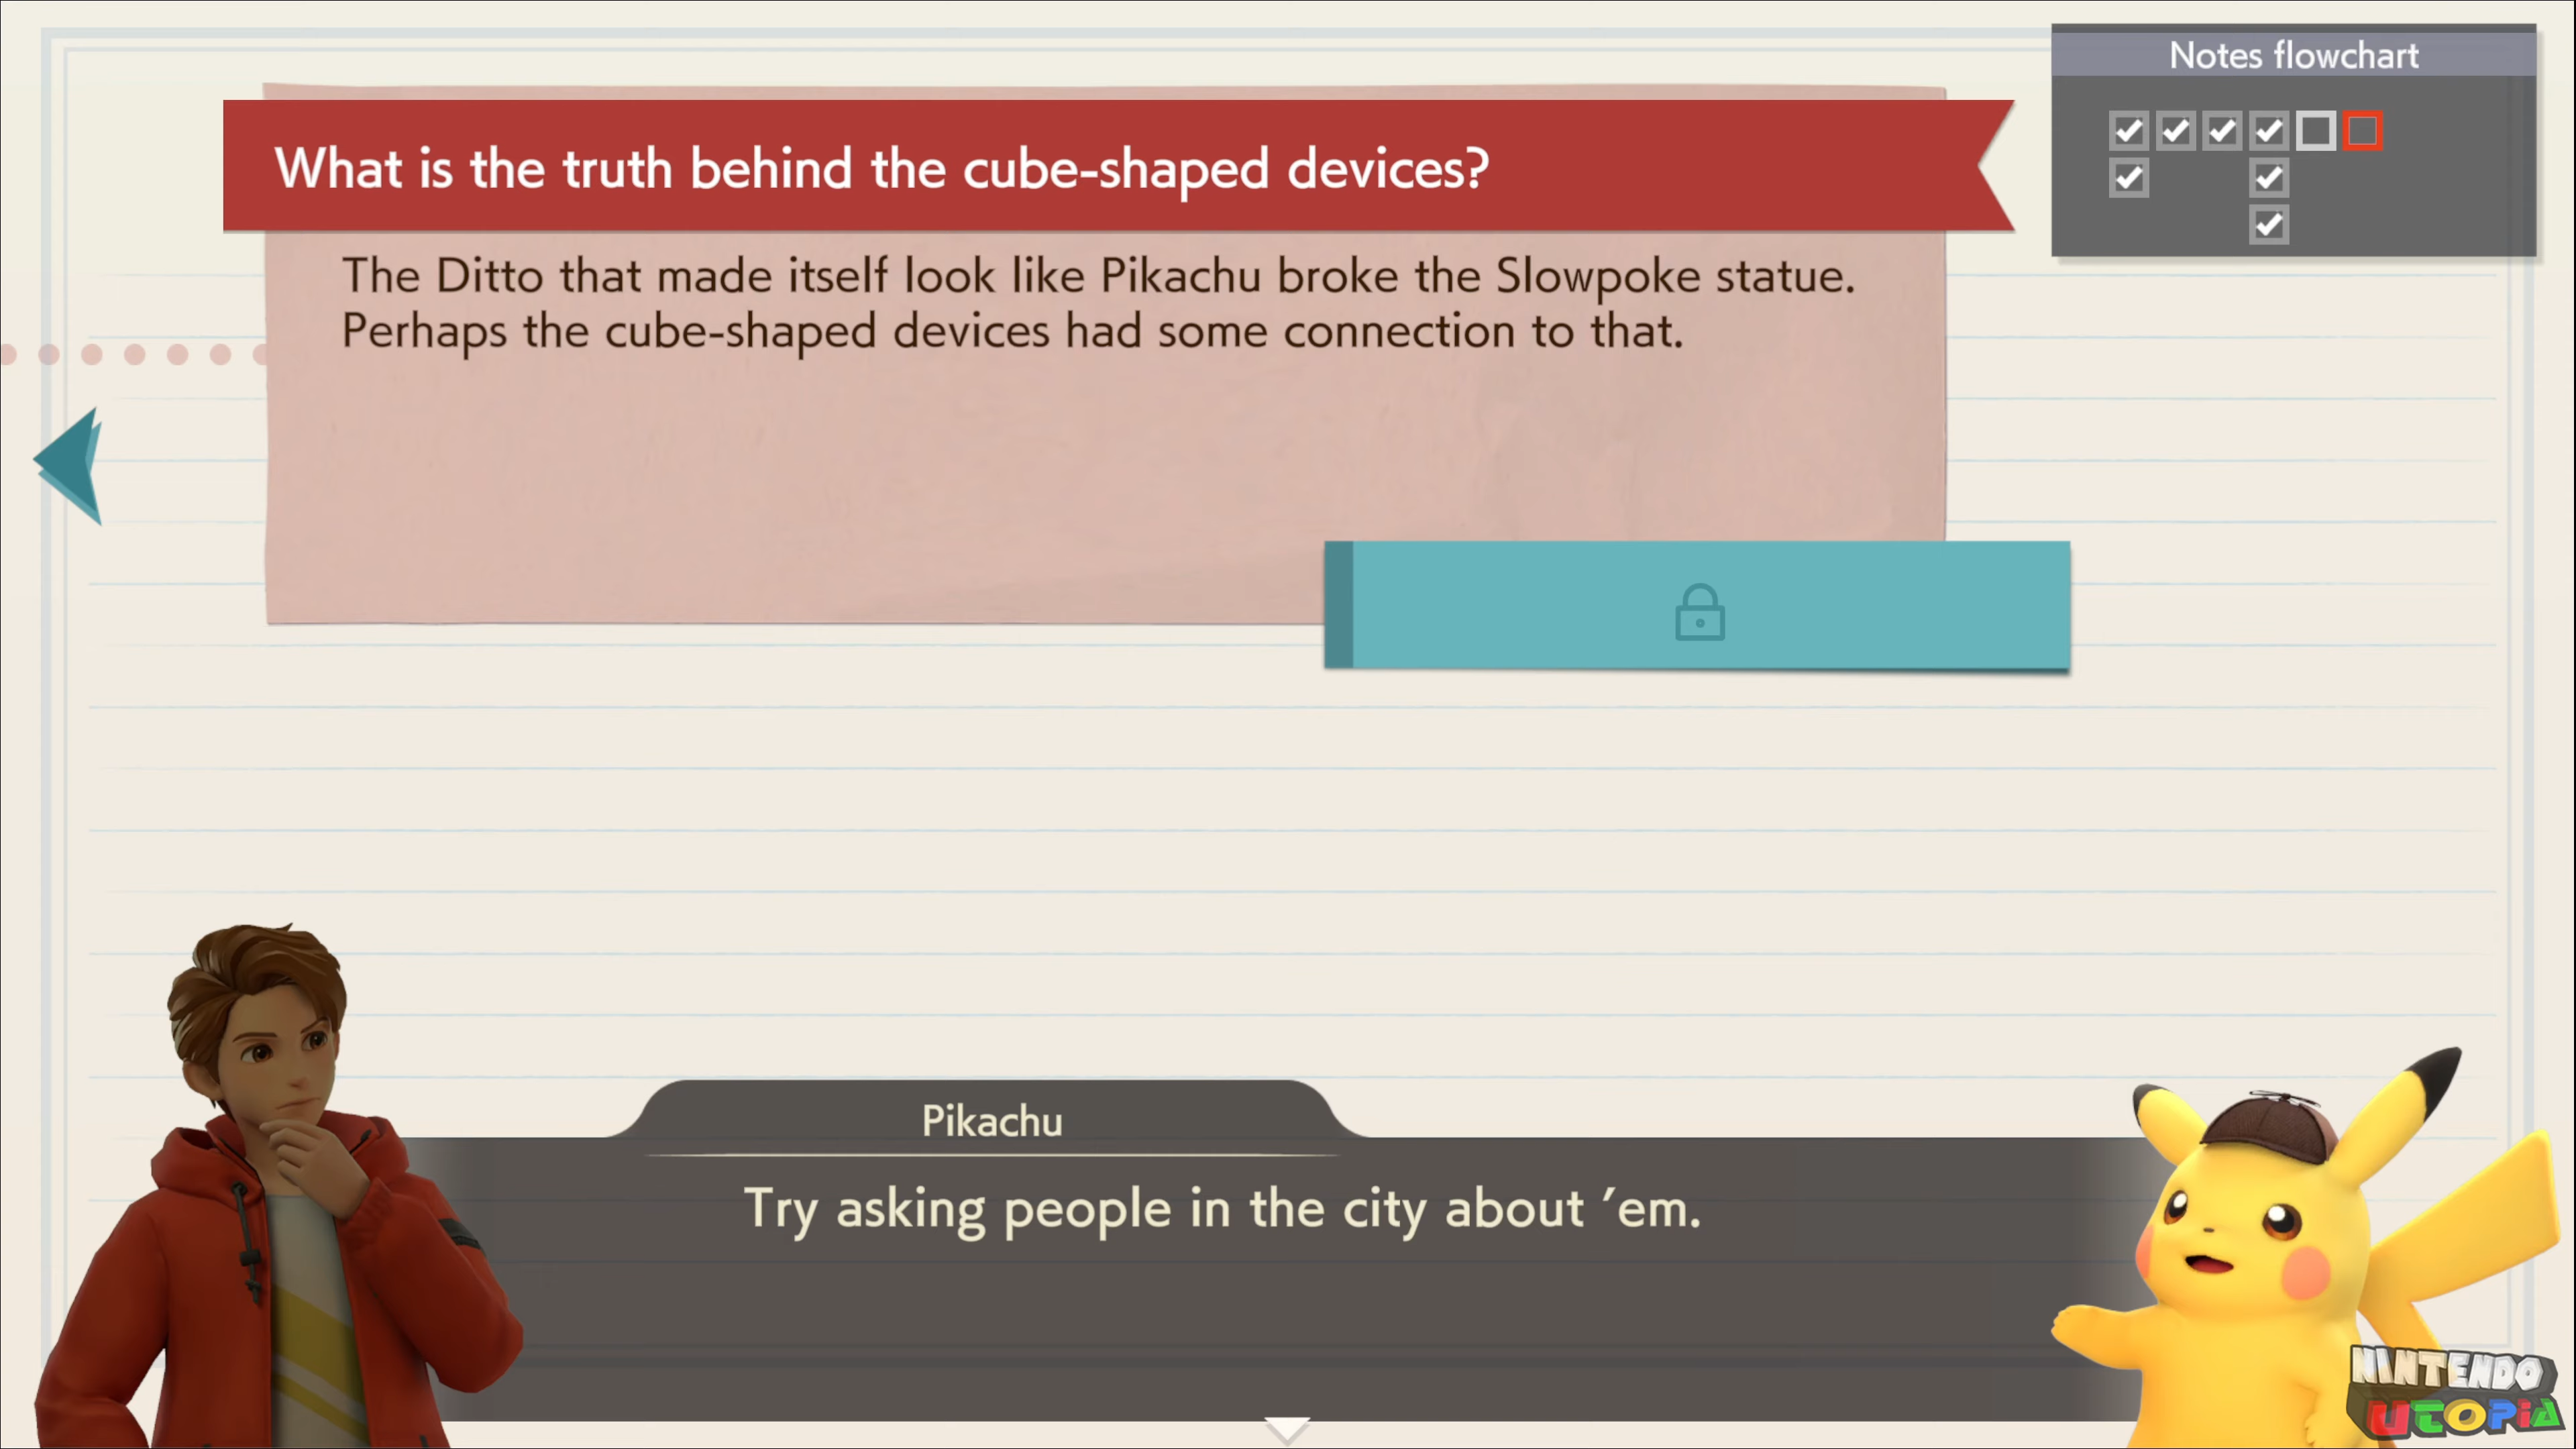 Notes flowchart
What is the truth behind the cube-shaped devices?
The Ditto that made itself look like Pikachu broke the Slowpoke statue.
Perhaps the cube-shaped devices had some connection to that.
Pikachu
Try asking people in the city about ’em.
NINTENDO
UTOPiA